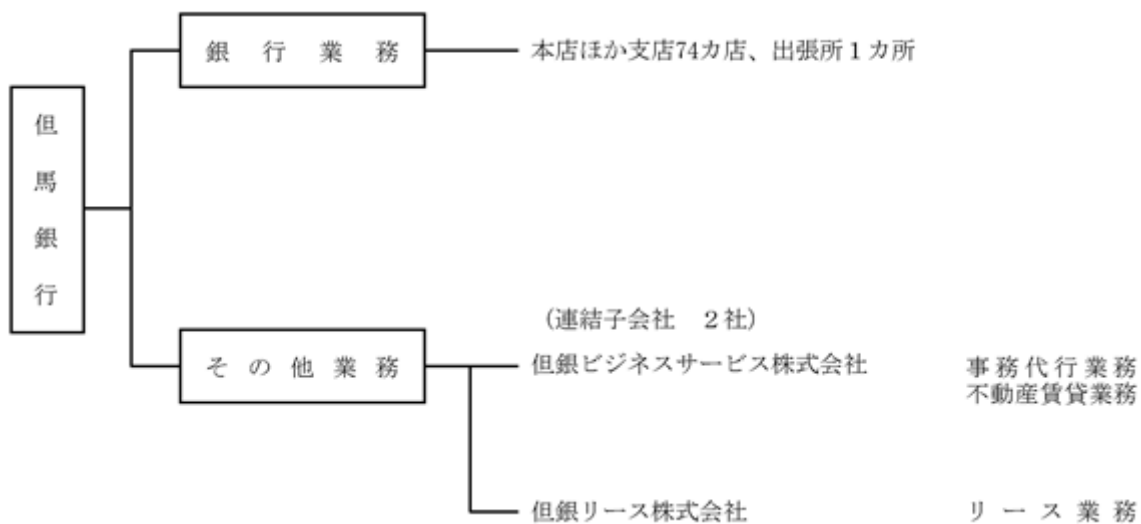 但馬銀行
銀行業務
本店ほか支店74カ店、出張所1カ所
その他業務
（連結子会社　2社）
但銀ビジネスサービス株式会社
事務代行業務
不動産賃貸業務
但銀リース株式会社
リース業務